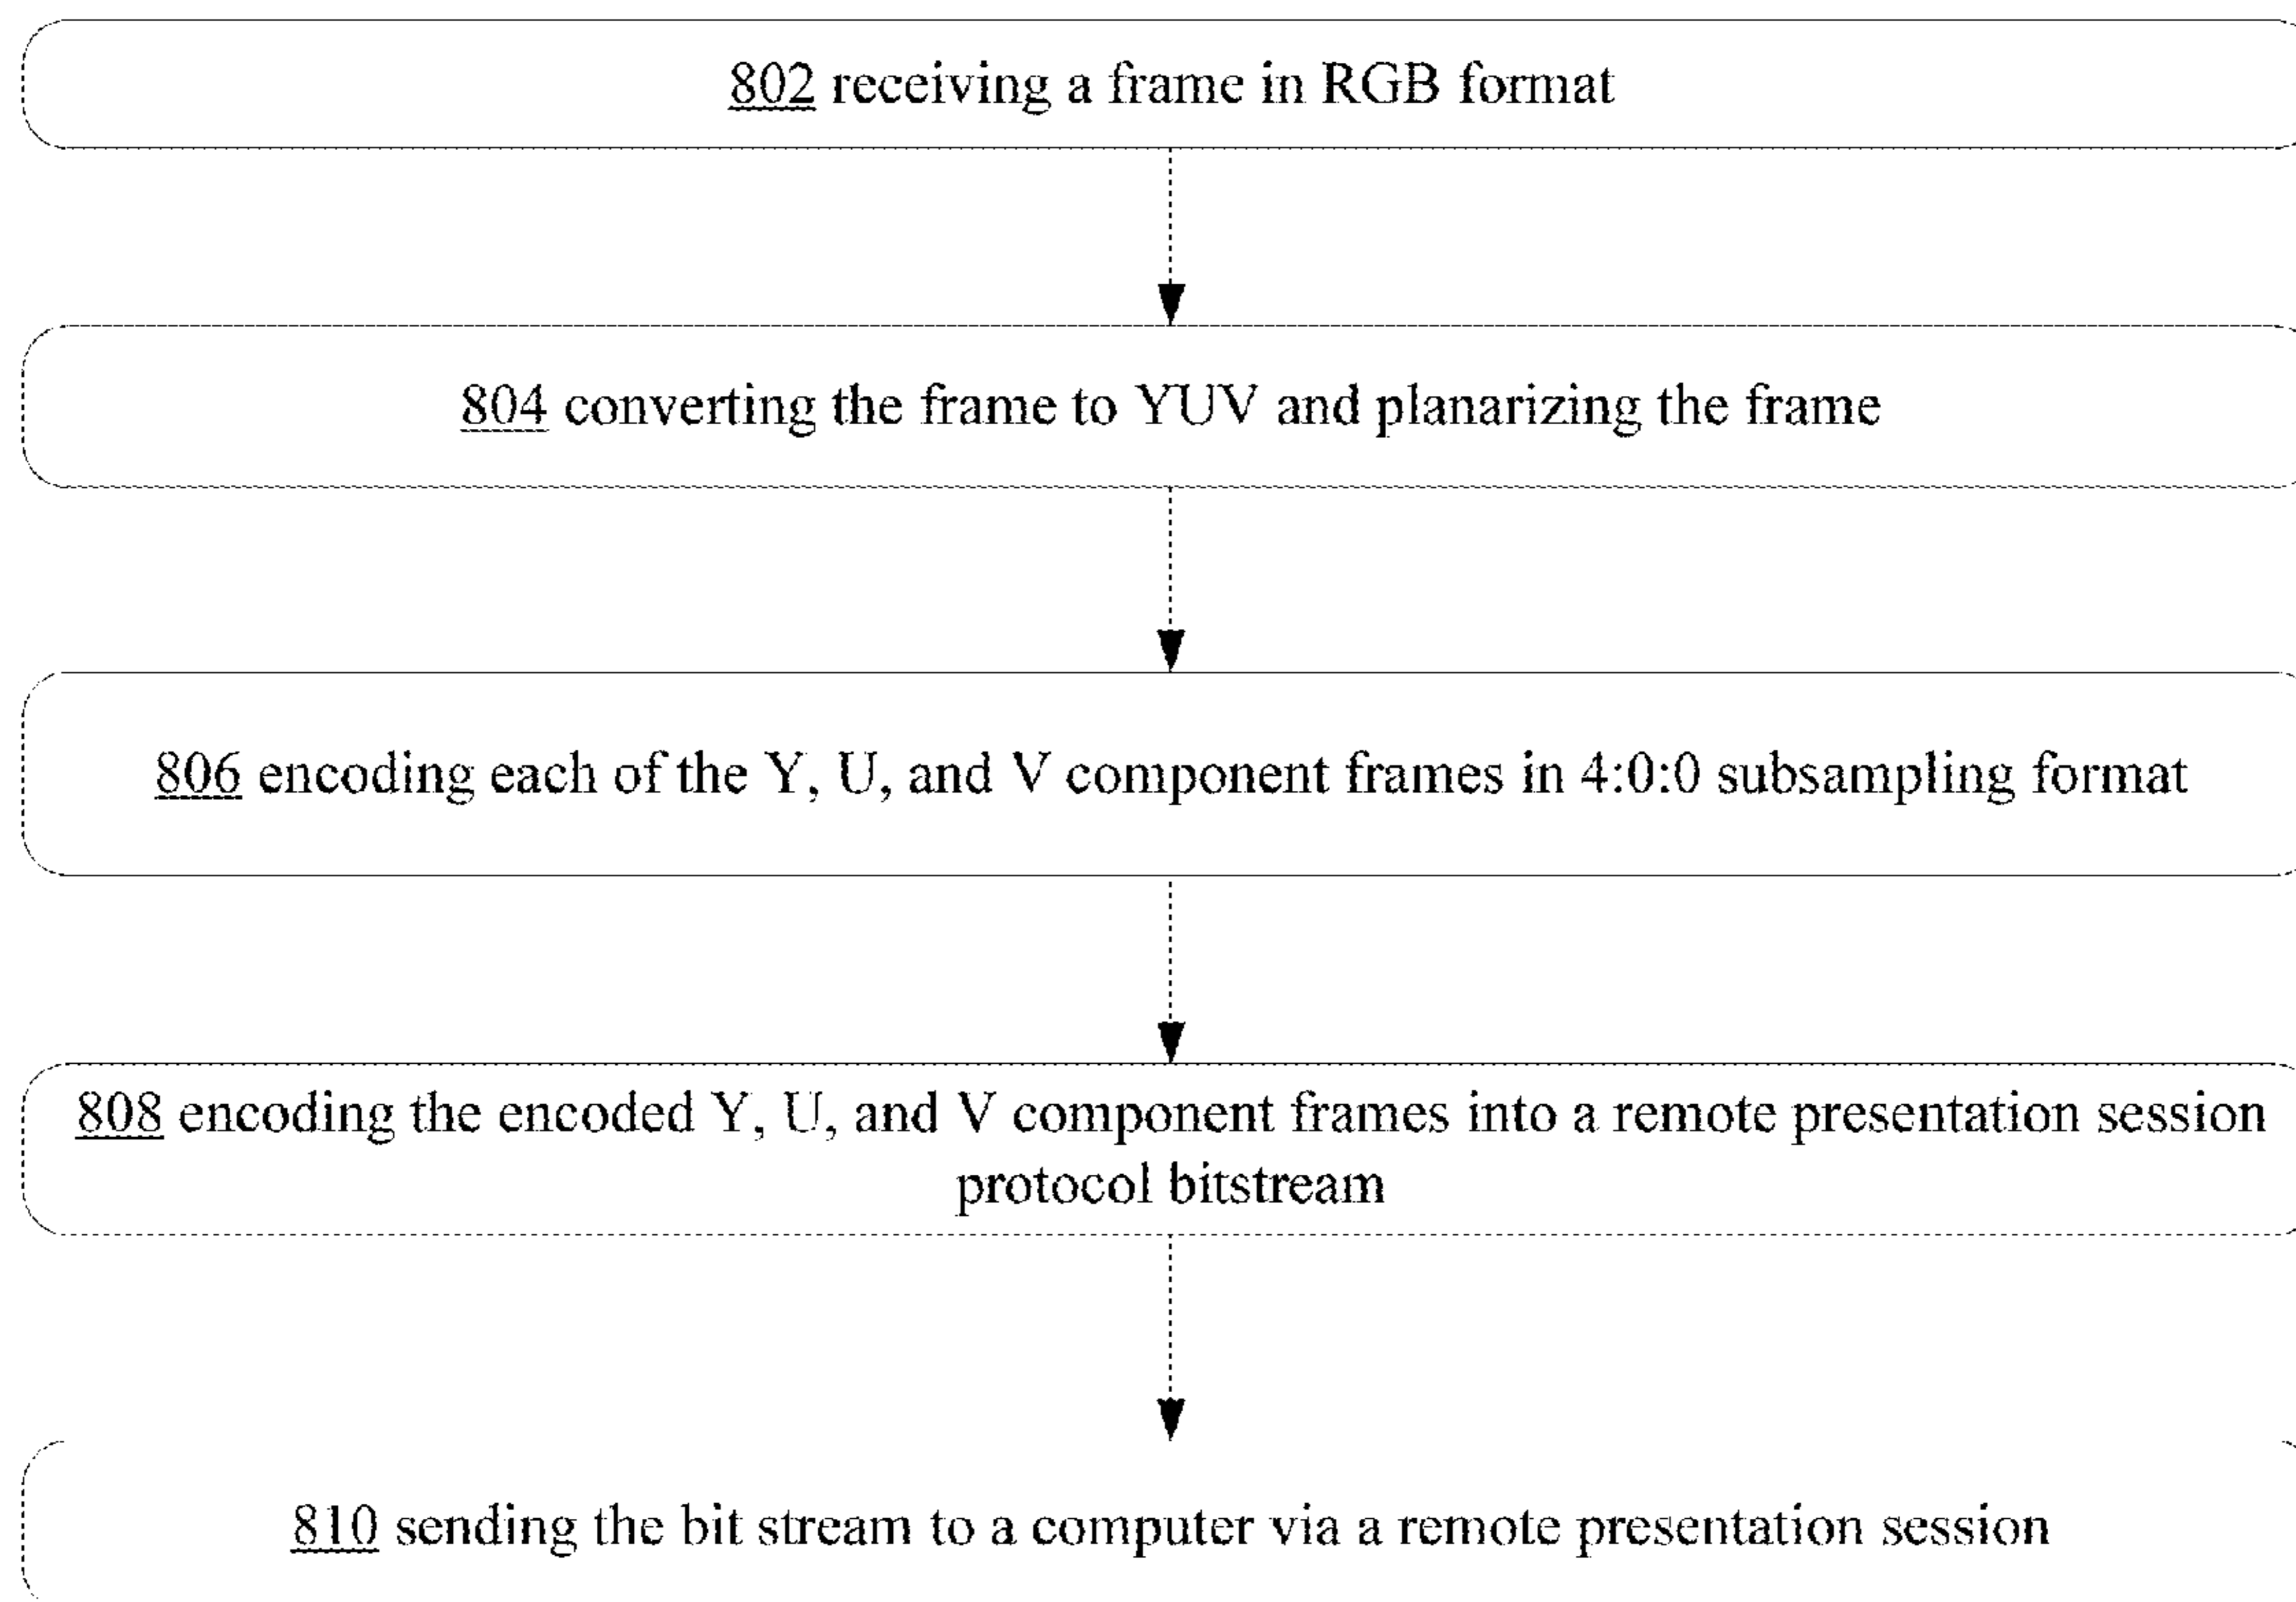 802 receiving a frame in RGB format
804 converting the frame to YUV and planarizing the frame
806 encoding each of the Y, U, and V component frames in 4:0:0 subsampling format
808 encoding the encoded Y, U, and V component frames into a remote presentation session
protocol bitstream
810 sending the bit stream to a computer via a remote presentation session